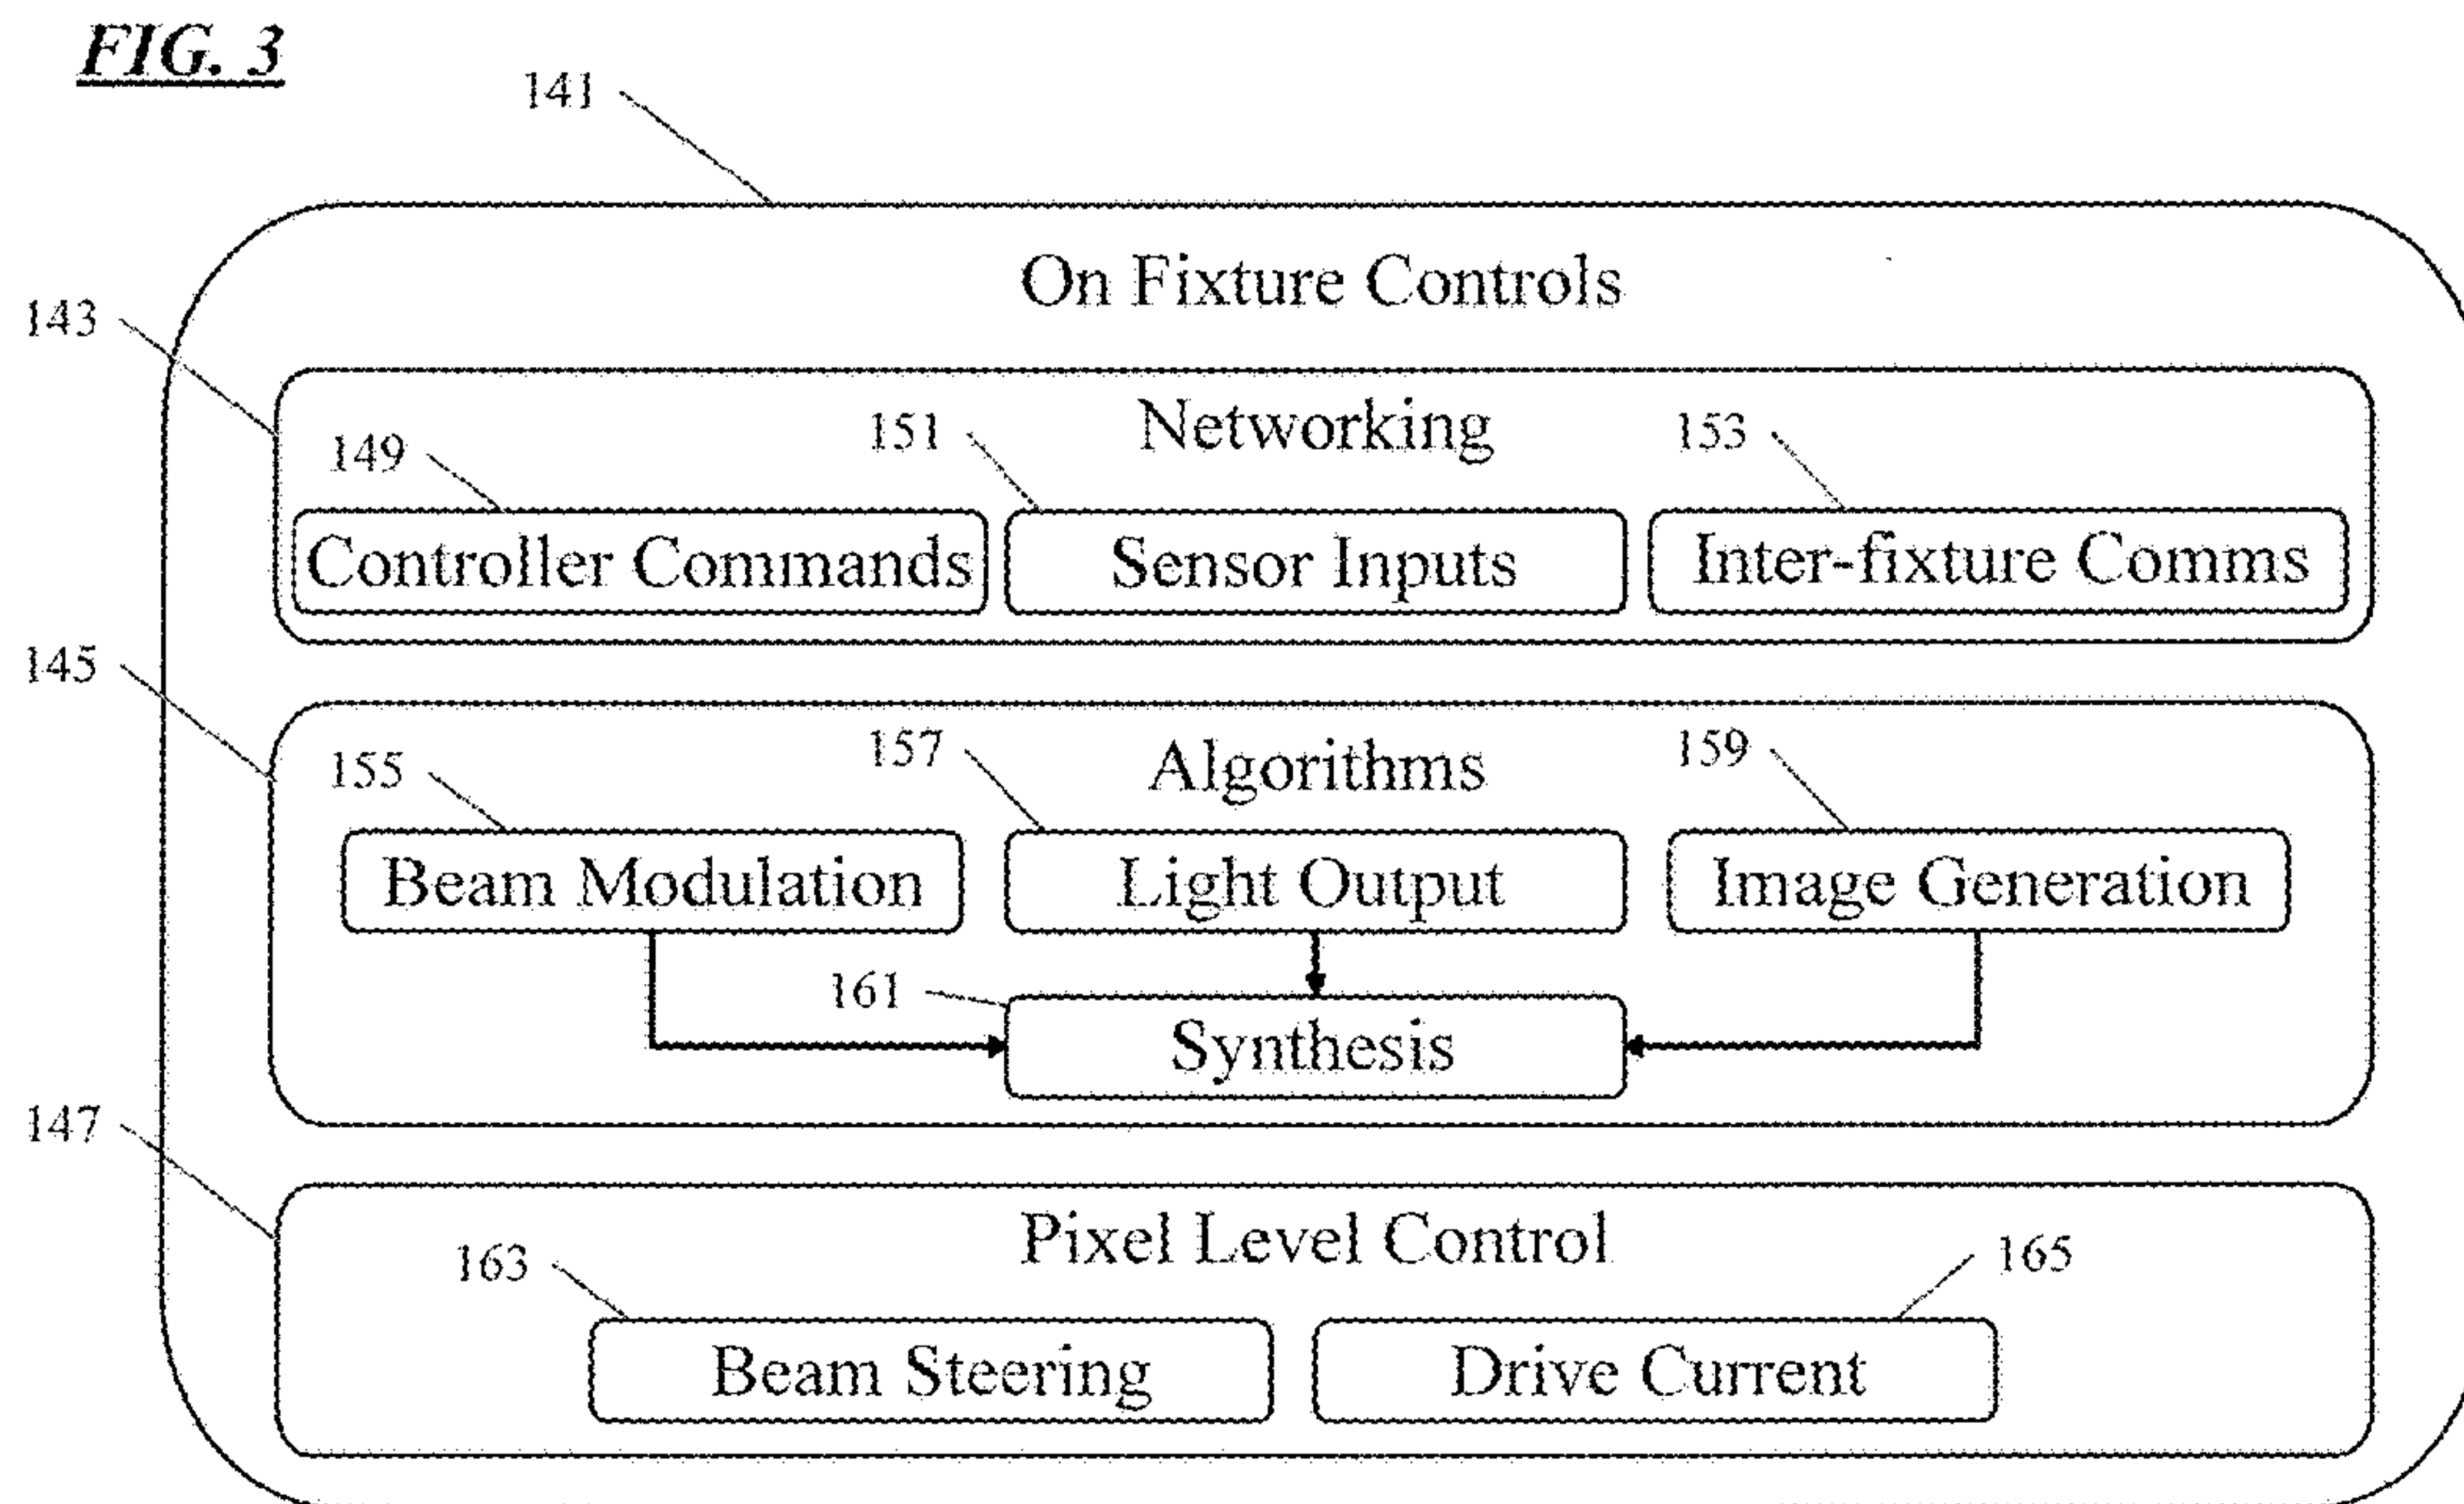 FIG. 3
141
On Fixture Controls
143
Networking
149
151
153
Controller Commands
Sensor Inputs
Inter-fixture Comms
145
Algorithms
155
157
159
Beam Modulation
Light Output
Image Generation
161
Synthesis
147
Pixel Level Control
163
165
Beam Steering
Drive Current